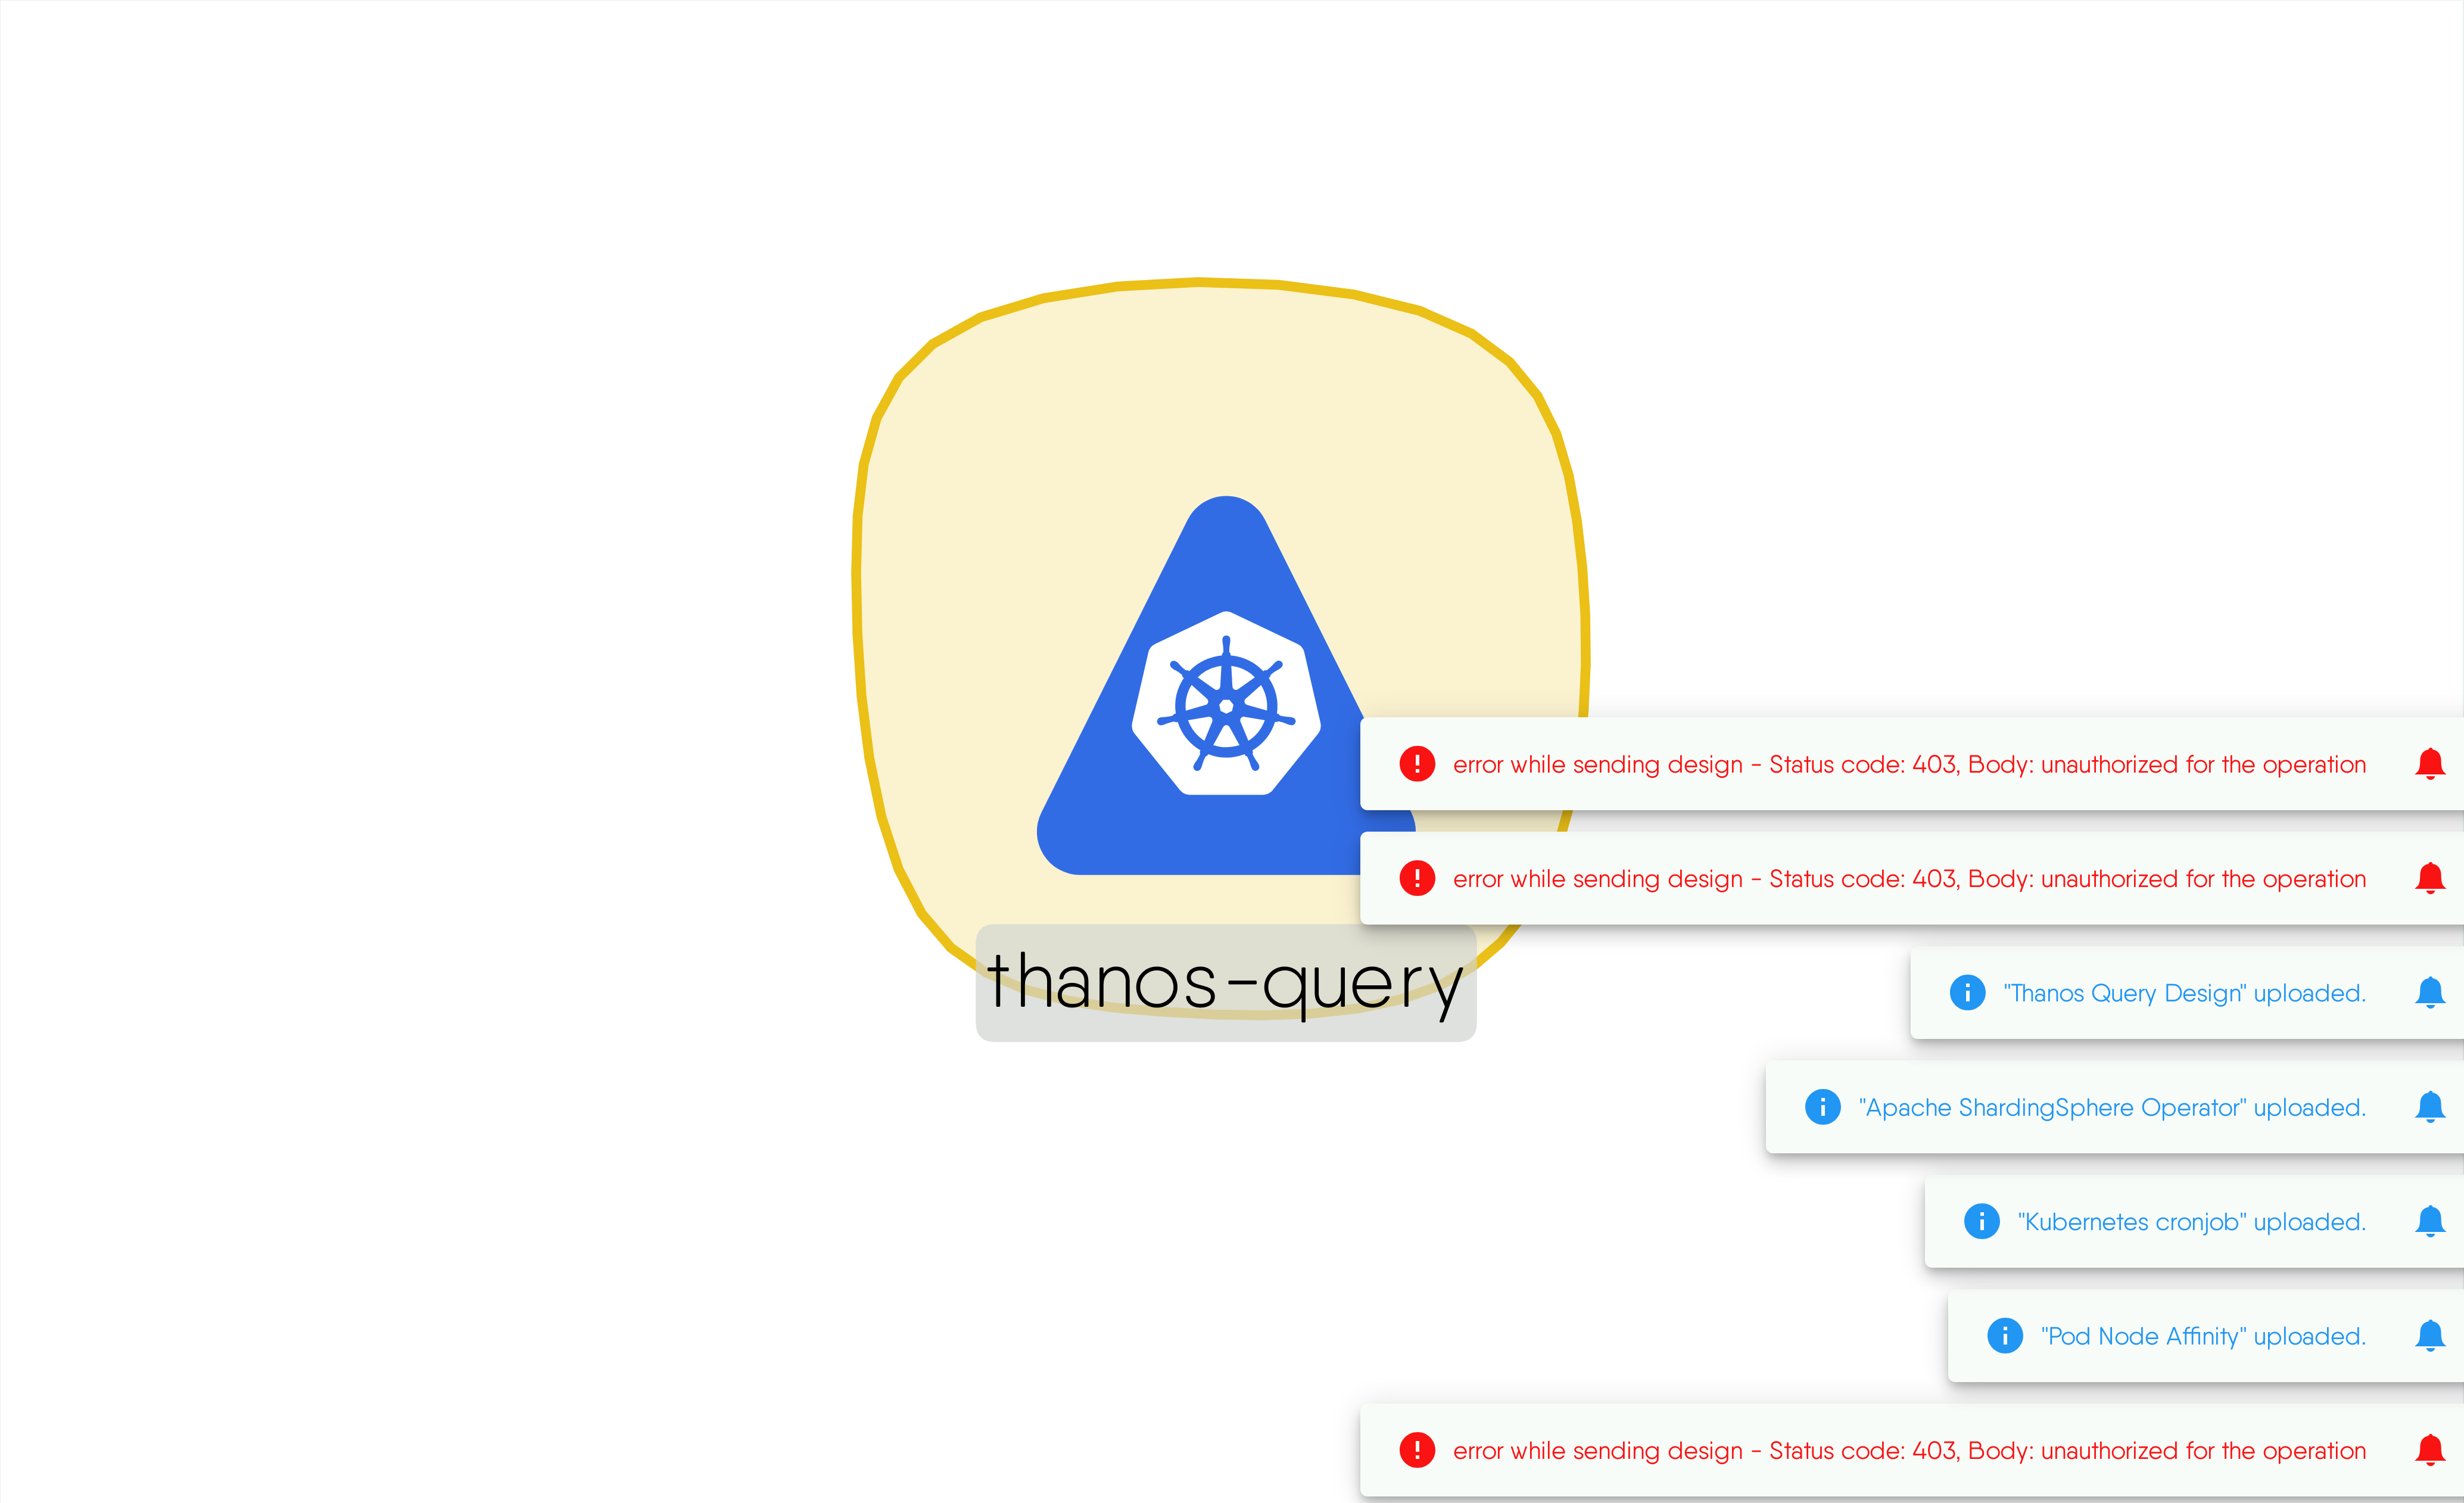 error while sending design - Status code: 403, Body: unauthorized for the operation
error while sending design - Status code: 403, Body: unauthorized for the operation
thanos-query
"Thanos Query Design" uploaded.
"Apache ShardingSphere Operator" uploaded.
"Kubernetes cronjob" uploaded.
"Pod Node Affinity" uploaded.
error while sending design - Status code: 403, Body: unauthorized for the operation